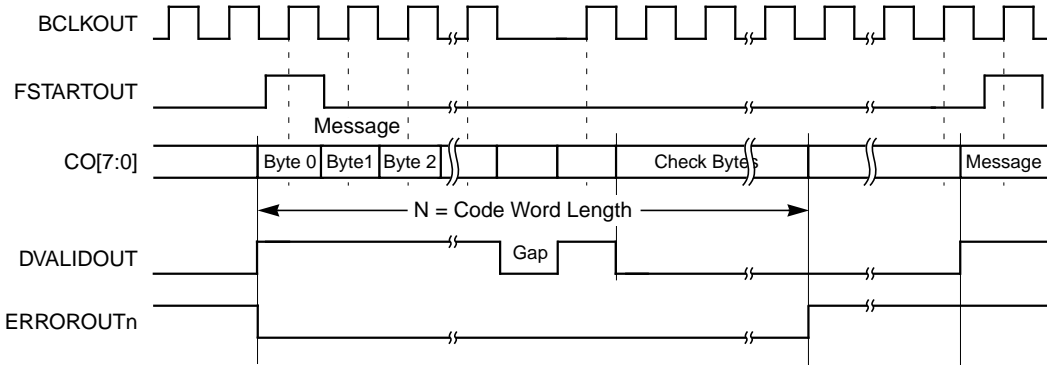 BCLKOUT
FSTARTOUT
Message
CO[7:0]
Byte 0
Byte1
Byte 2
Check Bytes
Message
N = Code Word Length
DVALIDOUT
Gap
ERROROUTn